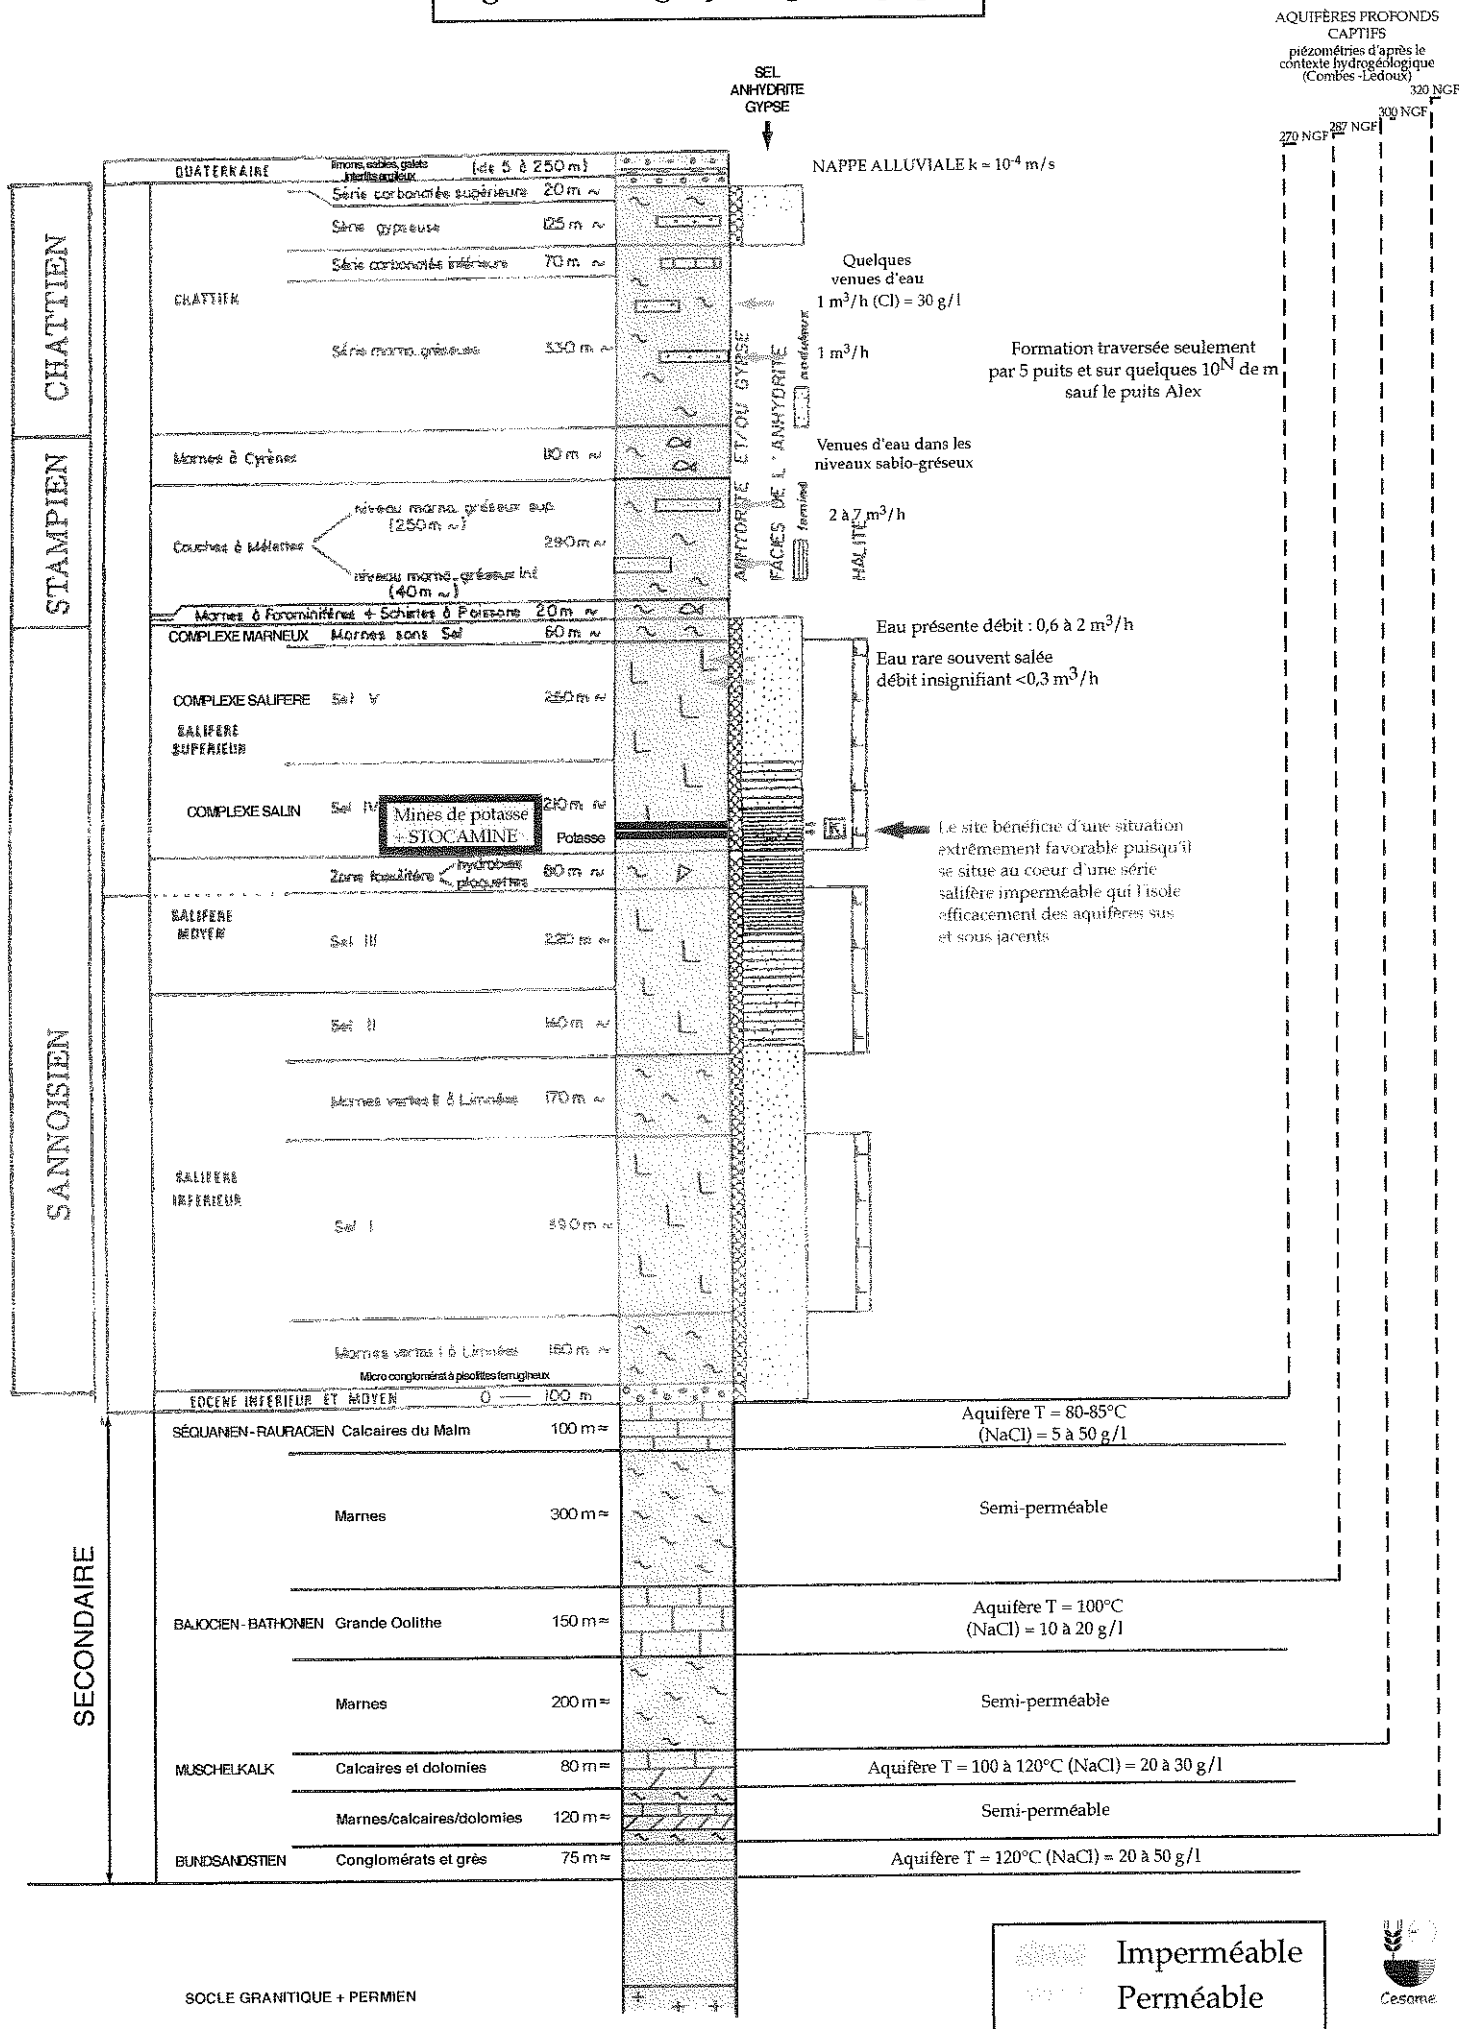 AQUIFÈRES PROFONDS
CAPTIFS
piézométries d'après le
contexte hydrogéologique
(Combes -Ledoux)
320 NGF
300 NGF
287 NGF
270 NGF
SEL
ANHYDRITE
GYPSE
QUATERNAIRE
limons, sables, galets
(de 5 à 250 m)
NAPPE ALLUVIALE k = 10⁻⁴ m/s
CHATTIEN
Série carbonatée supérieure 20 m ~
Série gypseuse 125 m ~
Série carbonatée inférieure 70 m ~
CHATTIEN
Série marno. gréseuse 330 m ~
Quelques
venues d'eau
1 m³/h (Cl) = 30 g/l
1 m³/h
Formation traversée seulement
par 5 puits et sur quelques 10ᴺ de m
sauf le puits Alex
ANHYDRITE ET/OU GYPSE
FACIES DE L'ANHYDRITE
HALITE
STAMPIEN
Marnes à Cyrènes 110 m ~
Venues d'eau dans les
niveaux sablo-gréseux
niveau marno. gréseux sup.
(250 m ~)
Couches à Mélettes 290 m ~
2 à 7 m³/h
niveau marno-gréseux inf.
(40 m ~)
Marnes à Foraminifères + Schistes à Poissons 20 m ~
SANNOISIEN
COMPLEXE MARNEUX Marnes sans Sel 60 m ~
Eau présente débit : 0,6 à 2 m³/h
Eau rare souvent salée
débit insignifiant <0,3 m³/h
COMPLEXE SALIFERE Sel V 250 m ~
SALIFERE
SUPERIEUR
COMPLEXE SALIN Sel IV 210 m ~
Mines de potasse
+ STOCAMINE
Potasse
K
Le site bénéficie d'une situation
extrêmement favorable puisqu'il
se situe au coeur d'une série
salifère imperméable qui l'isole
efficacement des aquifères sus
et sous jacents
Zone fossilifère hydrobies
plaquettes
80 m ~
SALIFERE
MOYEN
Sel III 220 m ~
Sel II 160 m ~
Marnes vertes II à Limnées 170 m ~
SALIFERE
INFERIEUR
Sel I 390 m ~
Marnes vertes I à Limnées 160 m ~
Micro conglomérat à pisolites ferrugineux
EOCENE INFERIEUR ET MOYEN 0 — 100 m
SECONDAIRE
SÉQUANIEN-RAURACIEN Calcaires du Malm 100 m ≈
Aquifère T = 80-85°C
(NaCl) = 5 à 50 g/l
Marnes 300 m ≈ Semi-perméable
BAJOCIEN-BATHONIEN Grande Oolithe 150 m ≈
Aquifère T = 100°C
(NaCl) = 10 à 20 g/l
Marnes 200 m ≈ Semi-perméable
MUSCHELKALK Calcaires et dolomies 80 m ≈ Aquifère T = 100 à 120°C (NaCl) = 20 à 30 g/l
Marnes/calcaires/dolomies 120 m ≈ Semi-perméable
BUNDSANDSTIEN Conglomérats et grès 75 m ≈ Aquifère T = 120°C (NaCl) = 20 à 50 g/l
SOCLE GRANITIQUE + PERMIEN
Imperméable
Perméable
Cesame